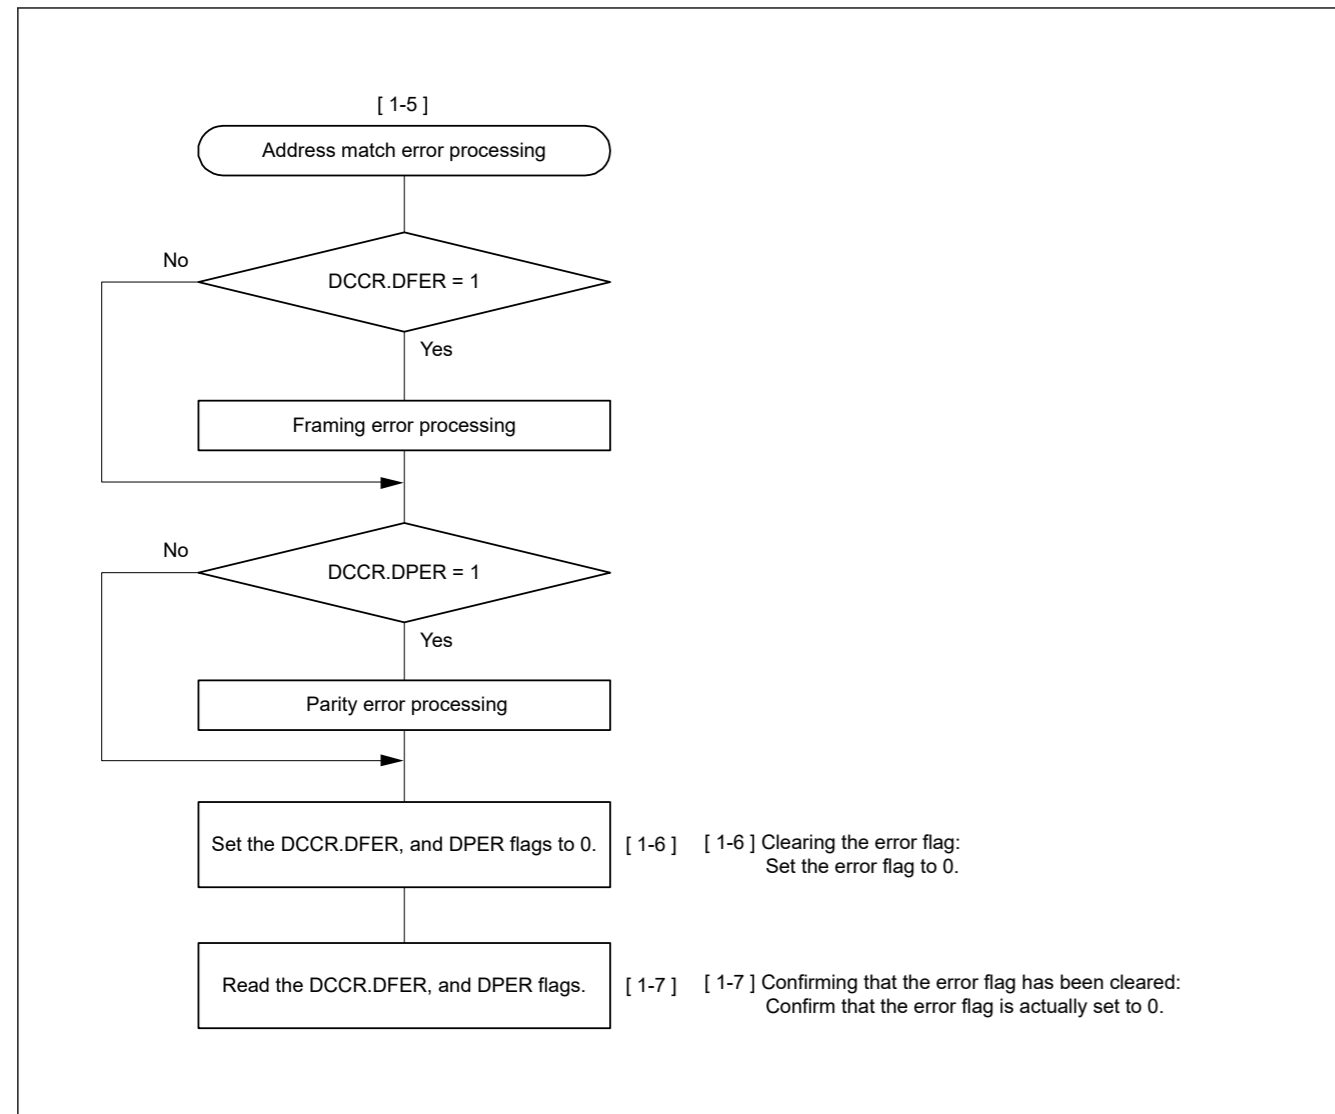 [ 1-5 ]
Address match error processing
No
DCCR.DFER = 1
Yes
Framing error processing
No
DCCR.DPER = 1
Yes
Parity error processing
Set the DCCR.DFER, and DPER flags to 0.
[ 1-6 ]
[ 1-6 ] Clearing the error flag:
Set the error flag to 0.
Read the DCCR.DFER, and DPER flags.
[ 1-7 ]
[ 1-7 ] Confirming that the error flag has been cleared:
Confirm that the error flag is actually set to 0.